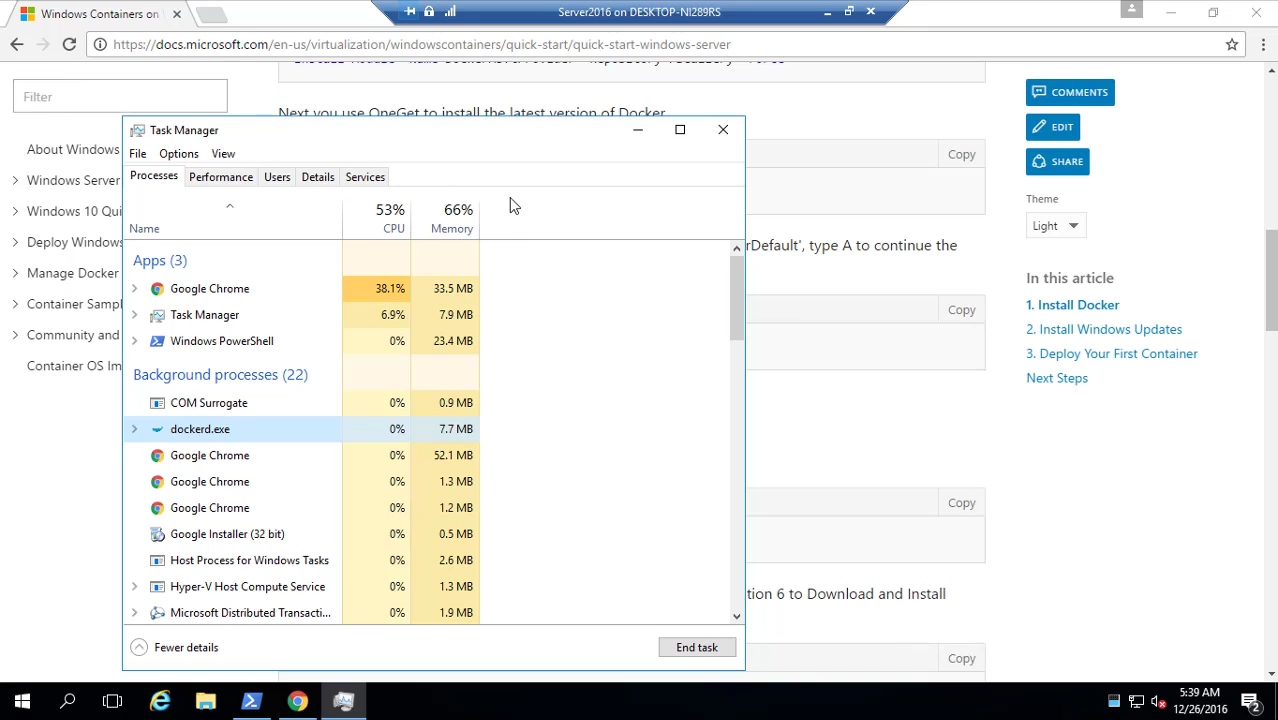 Windows Containers on
Server2016 on DESKTOP-NI289RS
https://docs.microsoft.com/en-us/virtualization/windowscontainers/quick-start/quick-start-windows-server
Filter
About Windows
Windows Server
Windows 10 Qui
Deploy Windows
Manage Docker
Container Sampl
Community and
Container OS Im
Next you use OneGet to install the latest version of Docker.
Copy
rDefault', type A to continue the
Copy
Copy
tion 6 to Download and Install
Copy
COMMENTS
EDIT
SHARE
Theme
Light
In this article
1. Install Docker
2. Install Windows Updates
3. Deploy Your First Container
Next Steps
Task Manager
File Options View
Processes Performance Users Details Services
53% 66%
Name CPU Memory
Apps (3)
Google Chrome 38.1% 33.5 MB
Task Manager 6.9% 7.9 MB
Windows PowerShell 0% 23.4 MB
Background processes (22)
COM Surrogate 0% 0.9 MB
dockerd.exe 0% 7.7 MB
Google Chrome 0% 52.1 MB
Google Chrome 0% 1.3 MB
Google Chrome 0% 1.2 MB
Google Installer (32 bit) 0% 0.5 MB
Host Process for Windows Tasks 0% 2.6 MB
Hyper-V Host Compute Service 0% 1.3 MB
Microsoft Distributed Transacti... 0% 1.9 MB
Fewer details
End task
5:39 AM
12/26/2016
2